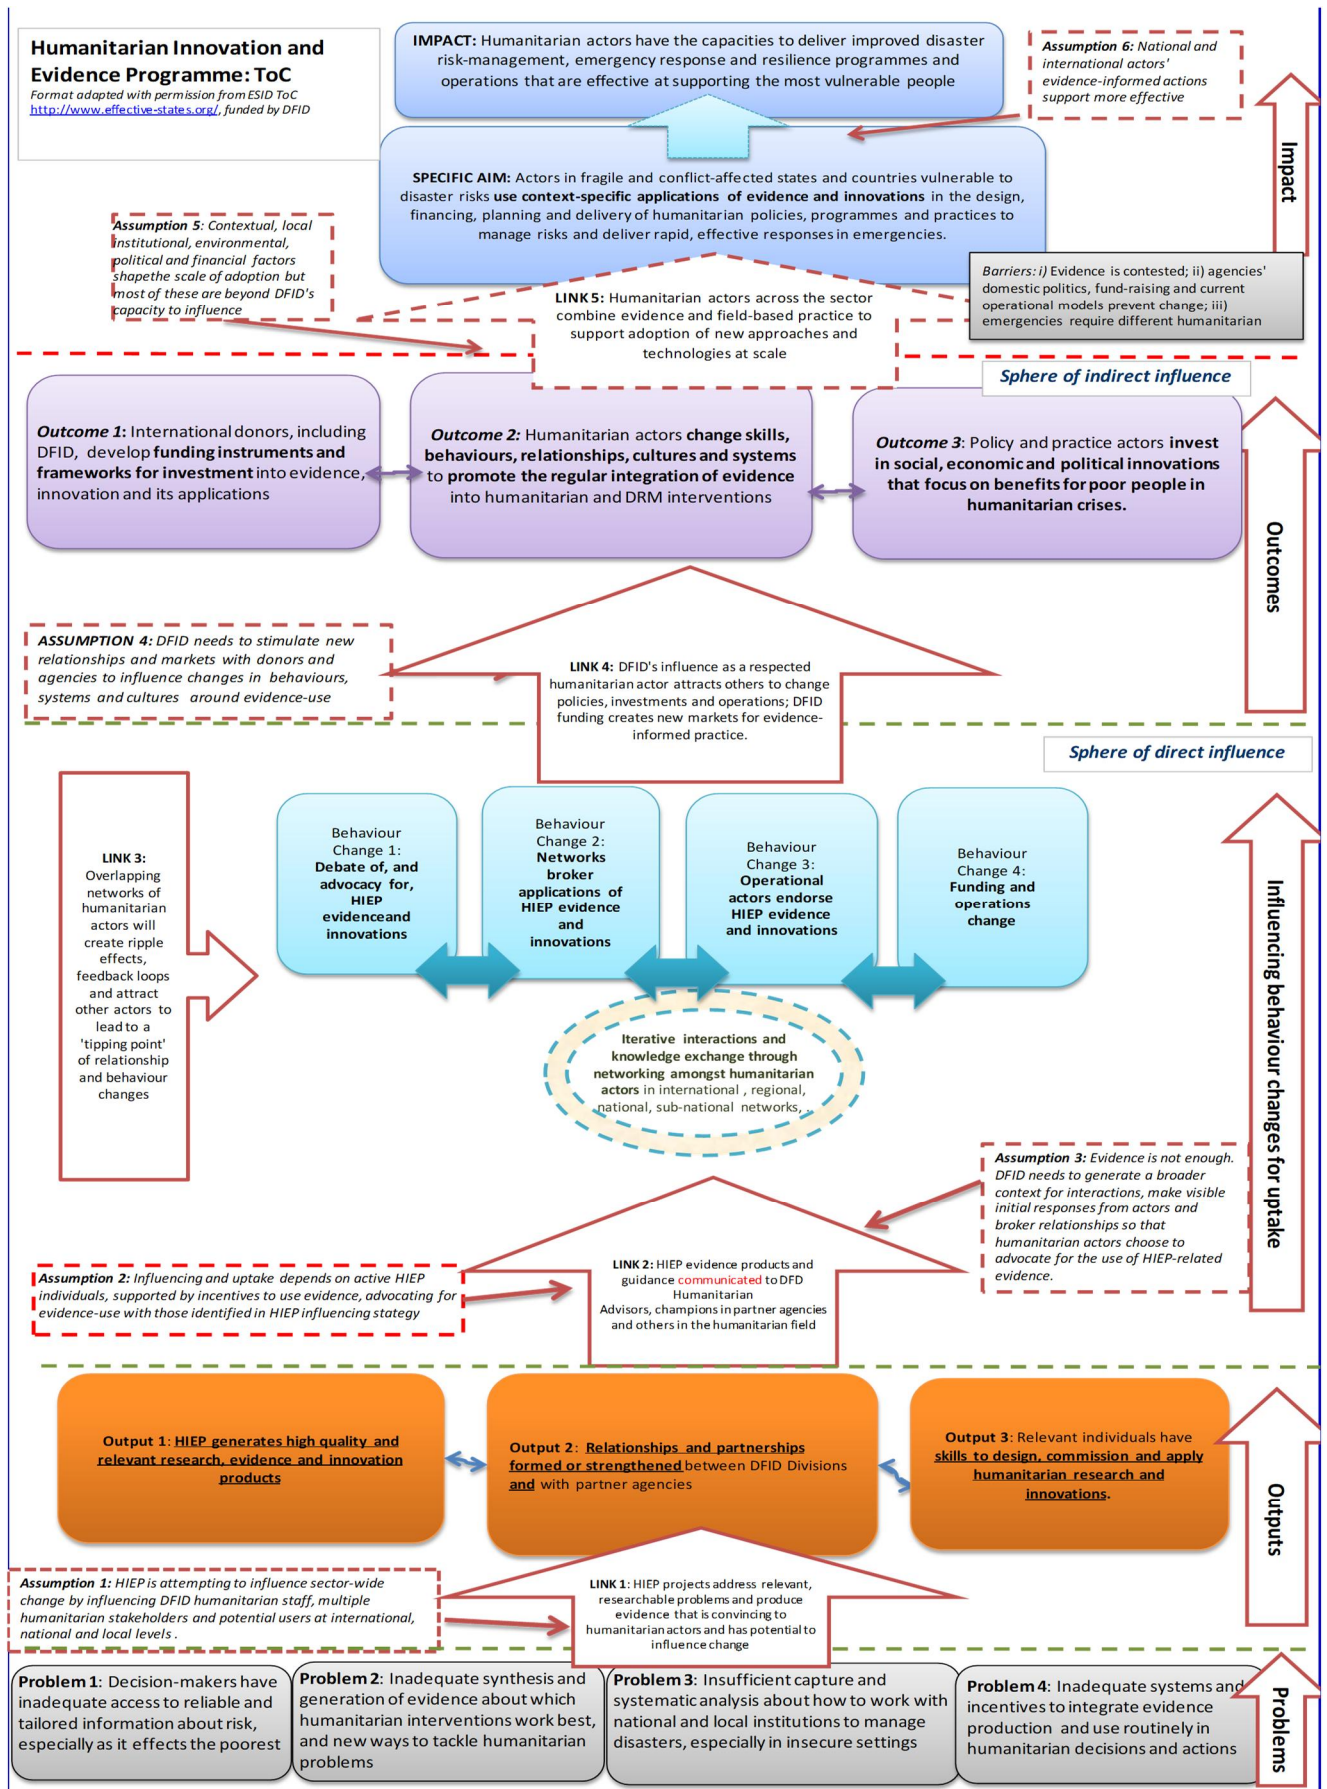 Humanitarian Innovation and
Evidence Programme: ToC
Format adapted with permission from ESID ToC
http://www.effective-states.org/, funded by DFID
IMPACT: Humanitarian actors have the capacities to deliver improved disaster
risk-management, emergency response and resilience programmes and
operations that are effective at supporting the most vulnerable people
Assumption 6: National and
international actors'
evidence-informed actions
support more effective
Impact
SPECIFIC AIM: Actors in fragile and conflict-affected states and countries vulnerable to
disaster risks use context-specific applications of evidence and innovations in the design,
financing, planning and delivery of humanitarian policies, programmes and practices to
manage risks and deliver rapid, effective responses in emergencies.
Assumption 5: Contextual, local
institutional, environmental,
political and financial factors
shapethe scale of adoption but
most of these are beyond DFID's
capacity to influence
LINK 5: Humanitarian actors across the sector
combine evidence and field-based practice to
support adoption of new approaches and
technologies at scale
Barriers: i) Evidence is contested; ii) agencies'
domestic politics, fund-raising and current
operational models prevent change; iii)
emergencies require different humanitarian
Sphere of indirect influence
Outcome 1: International donors, including
DFID, develop funding instruments and
frameworks for investment into evidence,
innovation and its applications
Outcome 2: Humanitarian actors change skills,
behaviours, relationships, cultures and systems
to promote the regular integration of evidence
into humanitarian and DRM interventions
Outcome 3: Policy and practice actors invest
in social, economic and political innovations
that focus on benefits for poor people in
humanitarian crises.
Outcomes
ASSUMPTION 4: DFID needs to stimulate new
relationships and markets with donors and
agencies to influence changes in behaviours,
systems and cultures around evidence-use
LINK 4: DFID's influence as a respected
humanitarian actor attracts others to change
policies, investments and operations; DFID
funding creates new markets for evidence-
informed practice.
Sphere of direct influence
LINK 3:
Overlapping
networks of
humanitarian
actors will
create ripple
effects,
feedback loops
and attract
other actors to
lead to a
'tipping point'
of relationship
and behaviour
changes
Behaviour
Change 1:
Debate of, and
advocacy for,
HIEP
evidenceand
innovations
Behaviour
Change 2:
Networks
broker
applications of
HIEP evidence
and
innovations
Behaviour
Change 3:
Operational
actors endorse
HIEP evidence
and innovations
Behaviour
Change 4:
Funding and
operations
change
Influencing behaviour changes for uptake
Iterative interactions and
knowledge exchange through
networking amongst humanitarian
actors in international , regional,
national, sub-national networks, .
Assumption 3: Evidence is not enough.
DFID needs to generate a broader
context for interactions, make visible
initial responses from actors and
broker relationships so that
humanitarian actors choose to
advocate for the use of HIEP-related
evidence.
Assumption 2: Influencing and uptake depends on active HIEP
individuals, supported by incentives to use evidence, advocating for
evidence-use with those identified in HIEP influencing stategy
LINK 2: HIEP evidence products and
guidance communicated to DFD
Humanitarian
Advisors, champions in partner agencies
and others in the humanitarian field
Output 1: HIEP generates high quality and
relevant research, evidence and innovation
products
Output 2: Relationships and partnerships
formed or strengthened between DFID Divisions
and with partner agencies
Output 3: Relevant individuals have
skills to design, commission and apply
humanitarian research and
innovations.
Outputs
Assumption 1: HIEP is attempting to influence sector-wide
change by influencing DFID humanitarian staff, multiple
humanitarian stakeholders and potential users at international,
national and local levels .
LINK 1: HIEP projects address relevant,
researchable problems and produce
evidence that is convincing to
humanitarian actors and has potential to
influence change
Problem 1: Decision-makers have
inadequate access to reliable and
tailored information about risk,
especially as it effects the poorest
Problem 2: Inadequate synthesis and
generation of evidence about which
humanitarian interventions work best,
and new ways to tackle humanitarian
problems
Problem 3: Insufficient capture and
systematic analysis about how to work with
national and local institutions to manage
disasters, especially in insecure settings
Problem 4: Inadequate systems and
incentives to integrate evidence
production and use routinely in
humanitarian decisions and actions
Problems